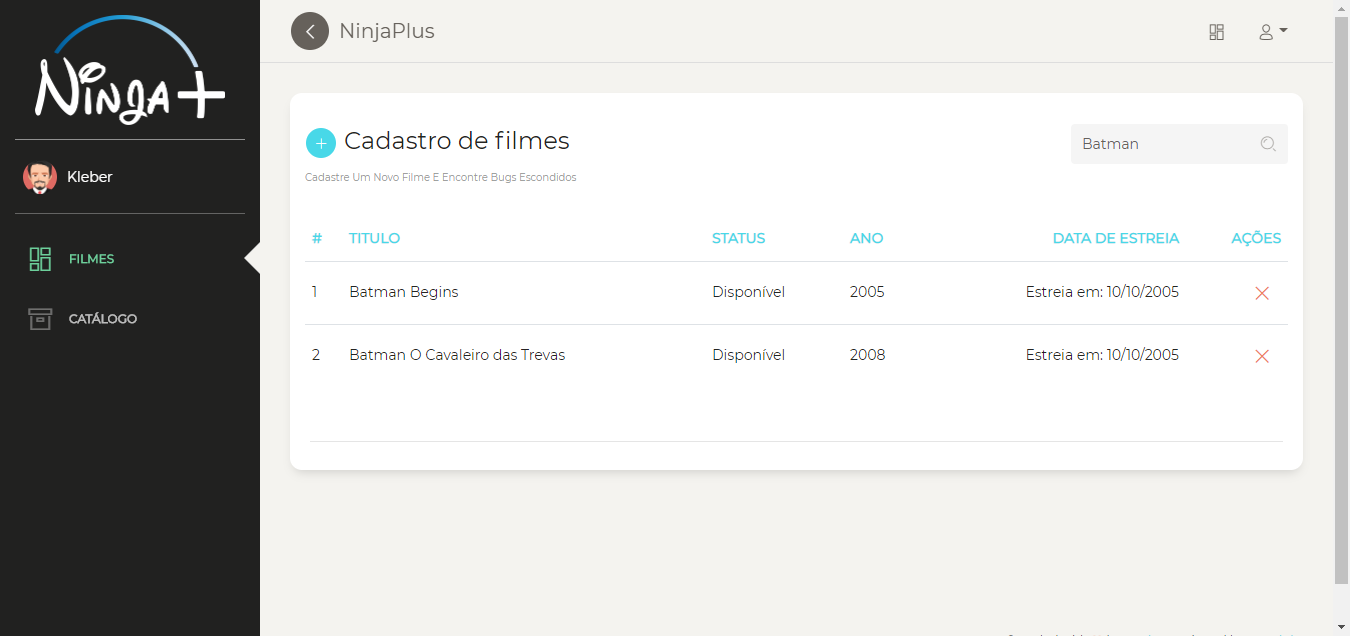 Ninja+
NinjaPlus
Kleber
FILMES
CATÁLOGO
Cadastro de filmes
Batman
Cadastre Um Novo Filme E Encontre Bugs Escondidos
# TITULO STATUS ANO DATA DE ESTREIA AÇÕES
1 Batman Begins Disponível 2005 Estreia em: 10/10/2005
2 Batman O Cavaleiro das Trevas Disponível 2008 Estreia em: 10/10/2005